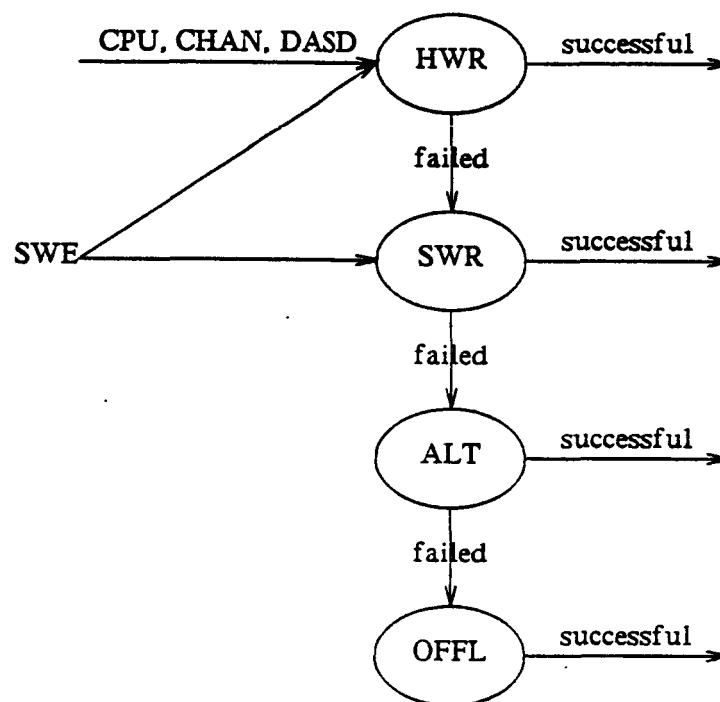 CPU, CHAN, DASD
HWR
successful
failed
SWE
SWR
successful
failed
ALT
successful
failed
OFFL
successful